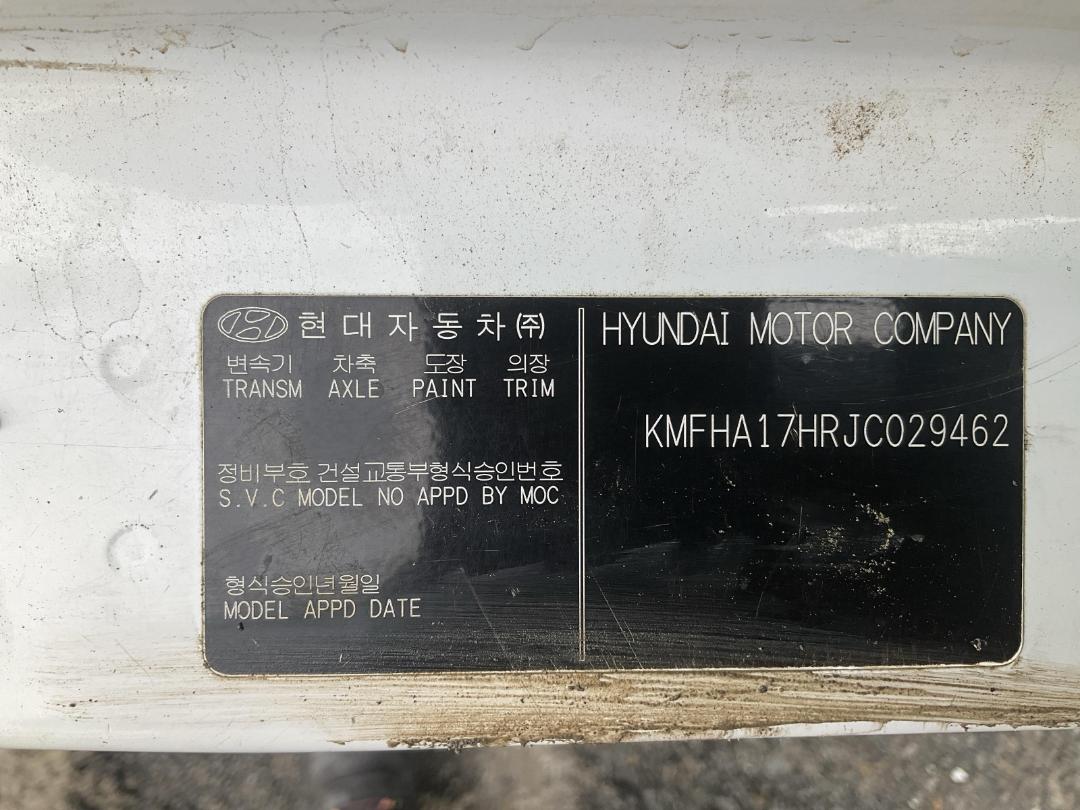 현대자동차(주)
변속기 차축 도장 의장
TRANSM AXLE PAINT TRIM
정비부호 건설교통부형식승인번호
S.V.C MODEL NO APPD BY MOC
형식승인년월일
MODEL APPD DATE
HYUNDAI MOTOR COMPANY
KMFHA17HRJC029462